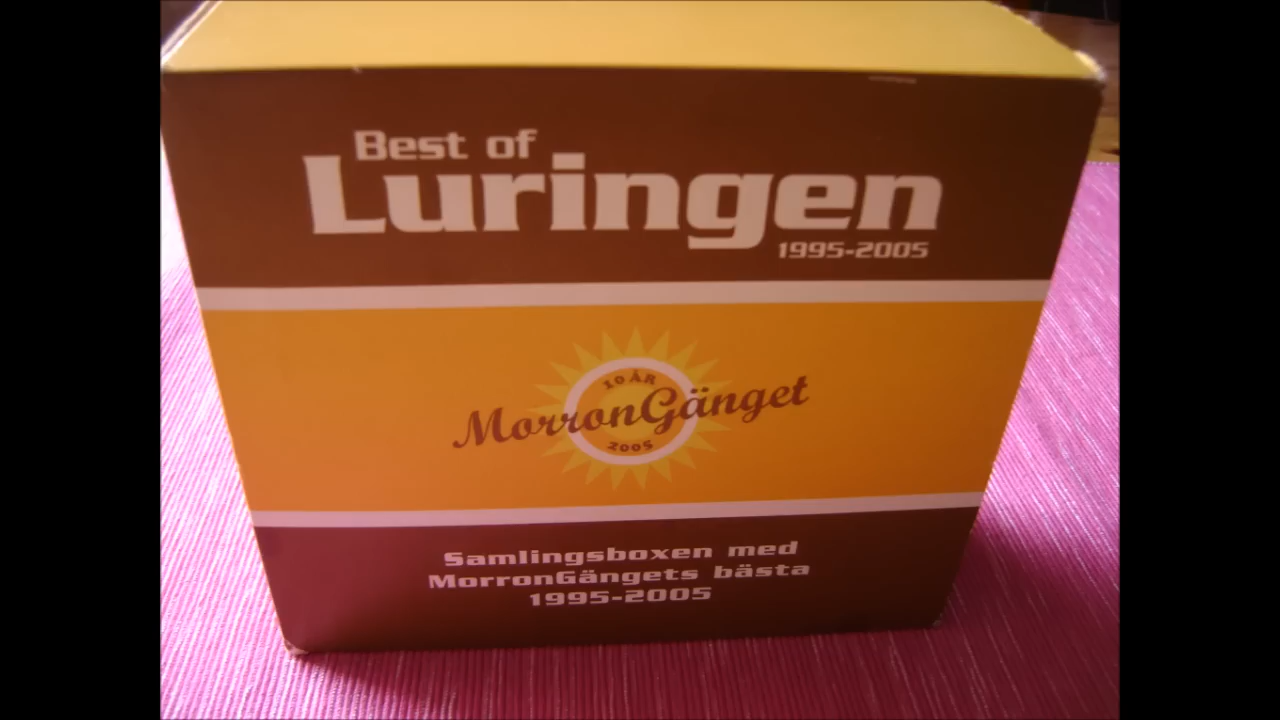 Best of
Luringen
1995-2005
10 ÅR
MorronGänget
2005
Samlingsboxen med
MorronGängets bästa
1995-2005